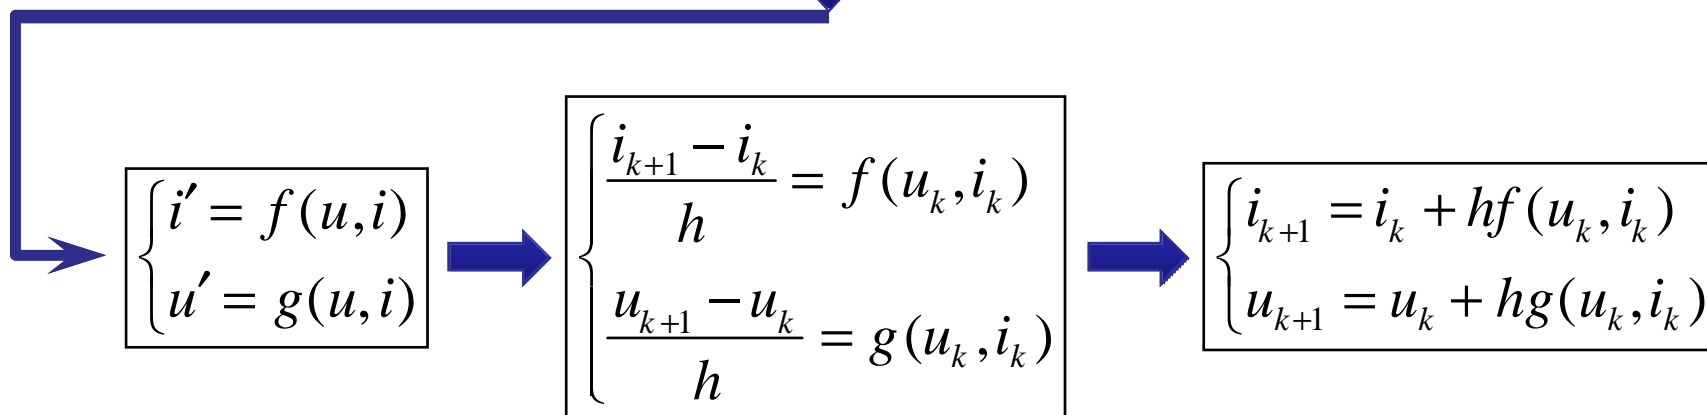 i′ = f(u,i)
u′ = g(u,i)
(i_{k+1} − i_k)/h = f(u_k,i_k)
(u_{k+1} − u_k)/h = g(u_k,i_k)
i_{k+1} = i_k + hf(u_k,i_k)
u_{k+1} = u_k + hg(u_k,i_k)